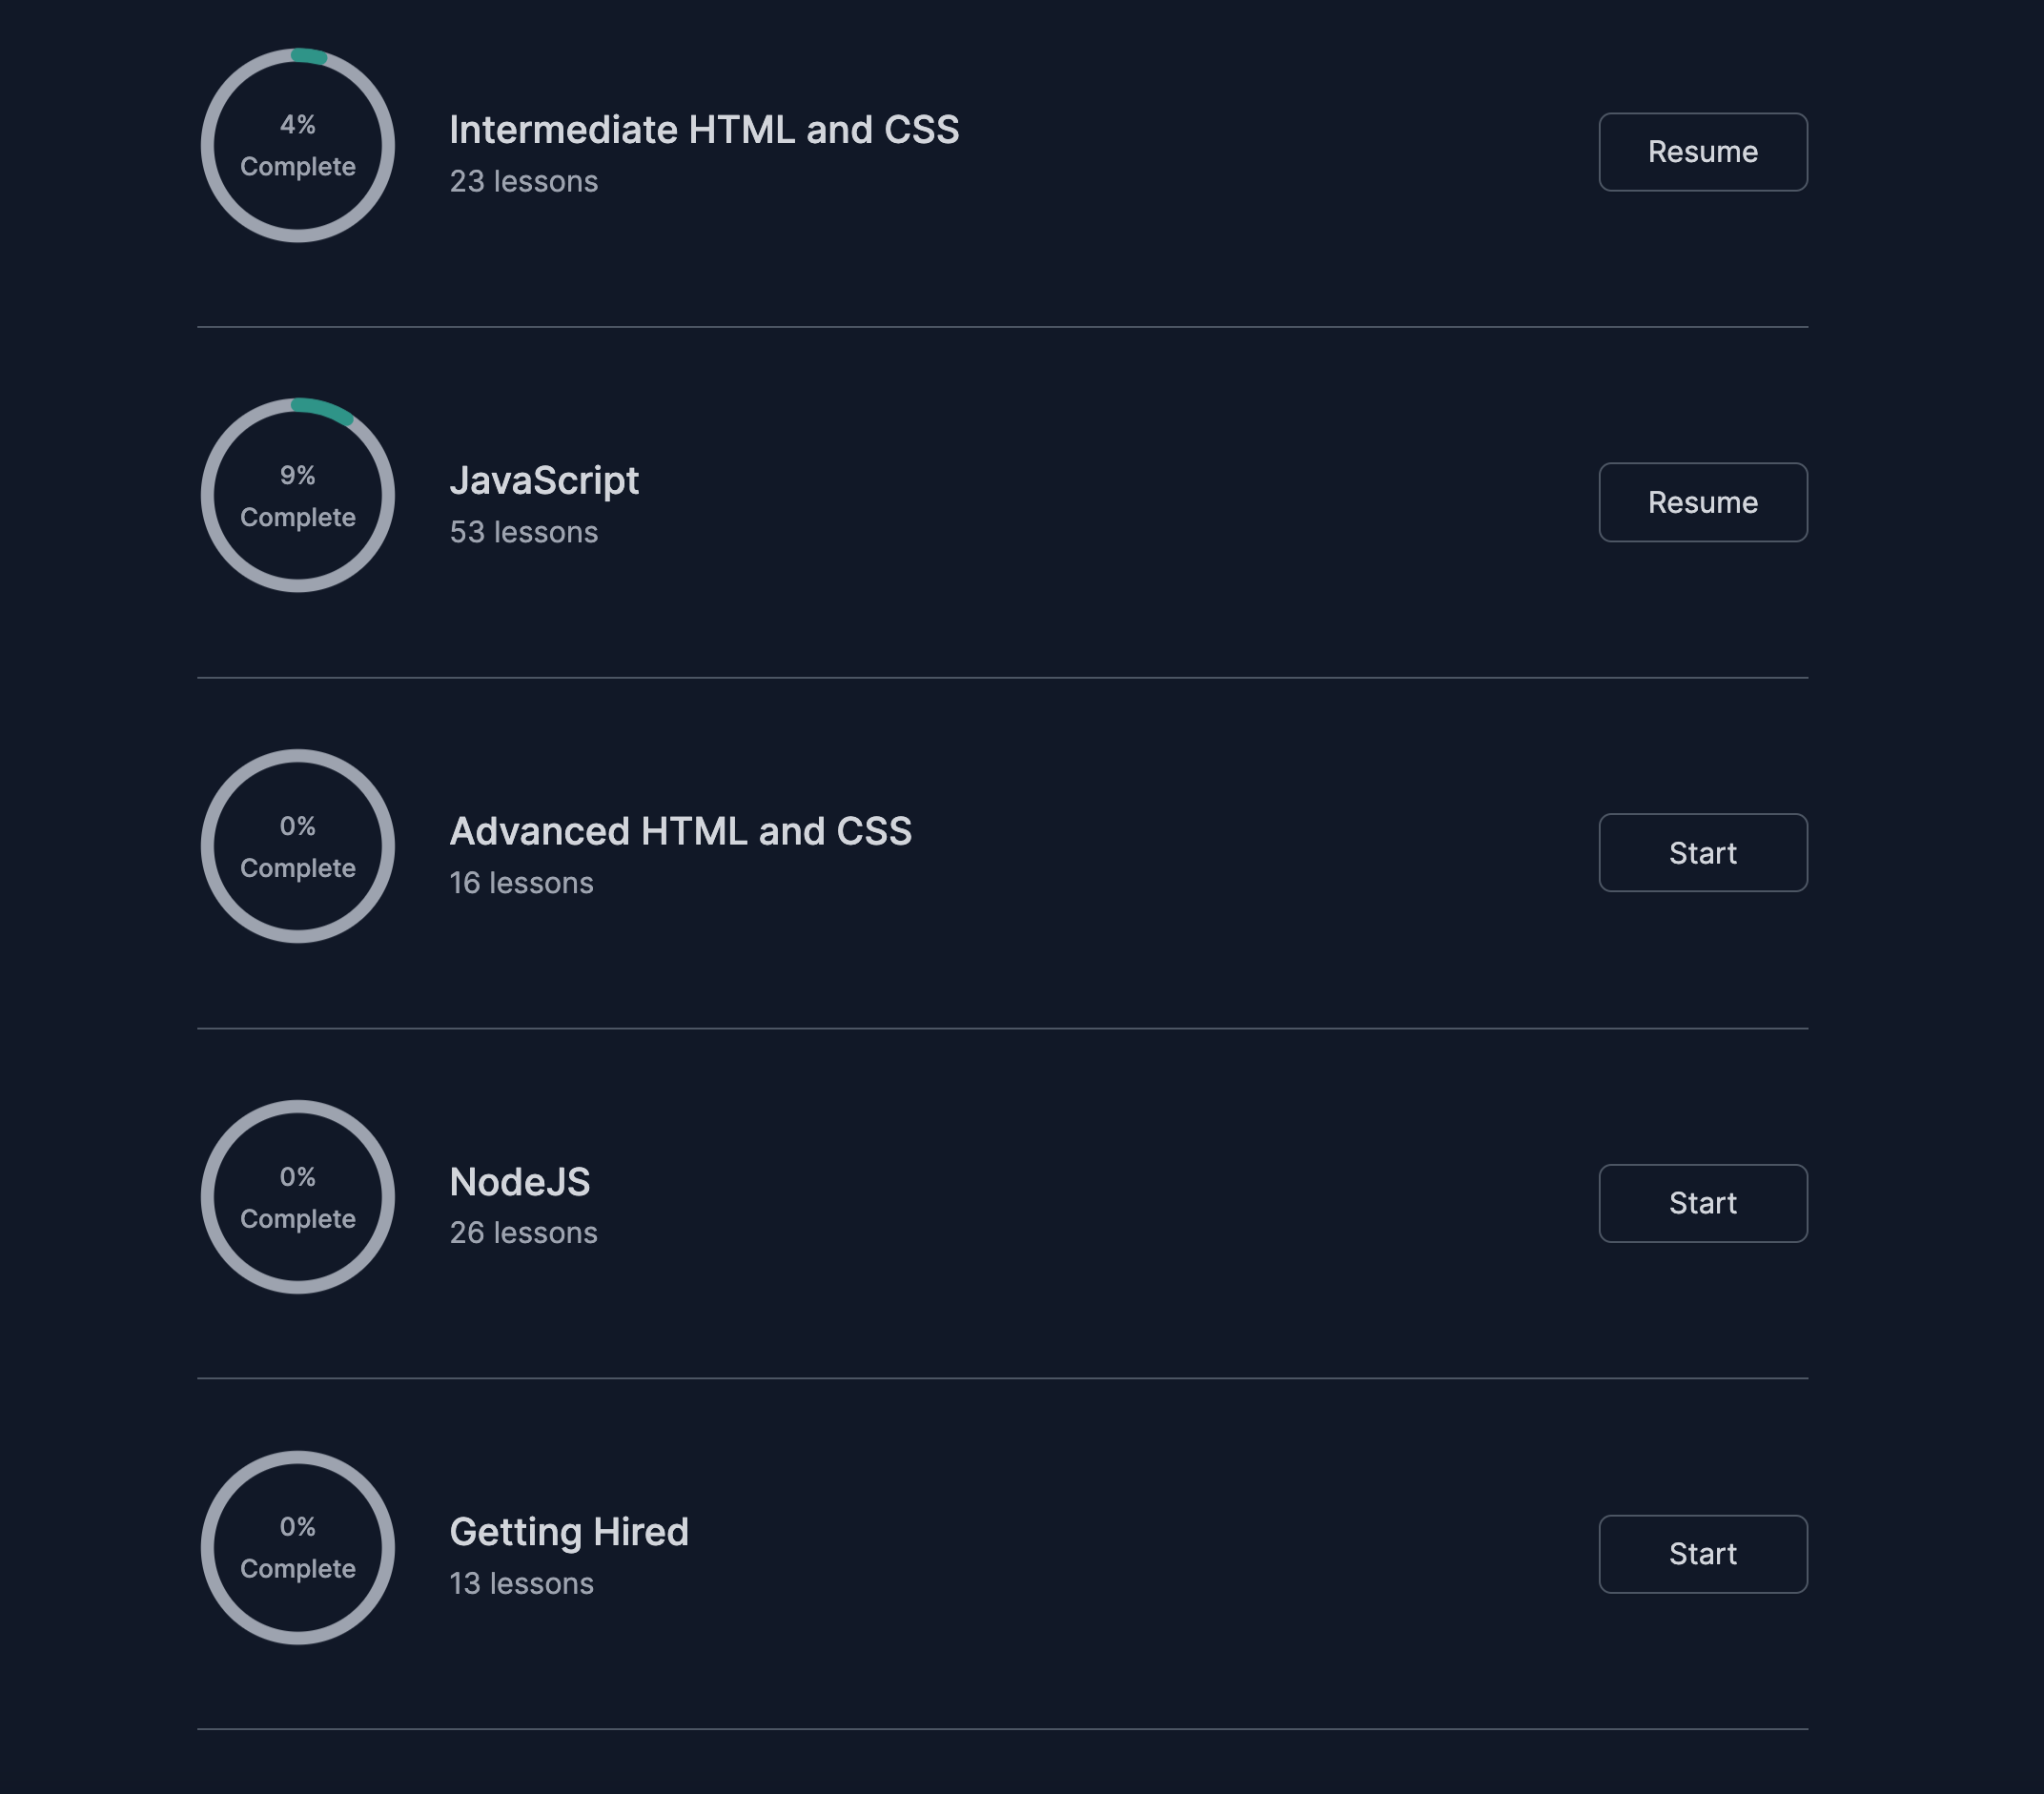 4%
Complete
Intermediate HTML and CSS
23 lessons
Resume
9%
Complete
JavaScript
53 lessons
Resume
0%
Complete
Advanced HTML and CSS
16 lessons
Start
0%
Complete
NodeJS
26 lessons
Start
0%
Complete
Getting Hired
13 lessons
Start